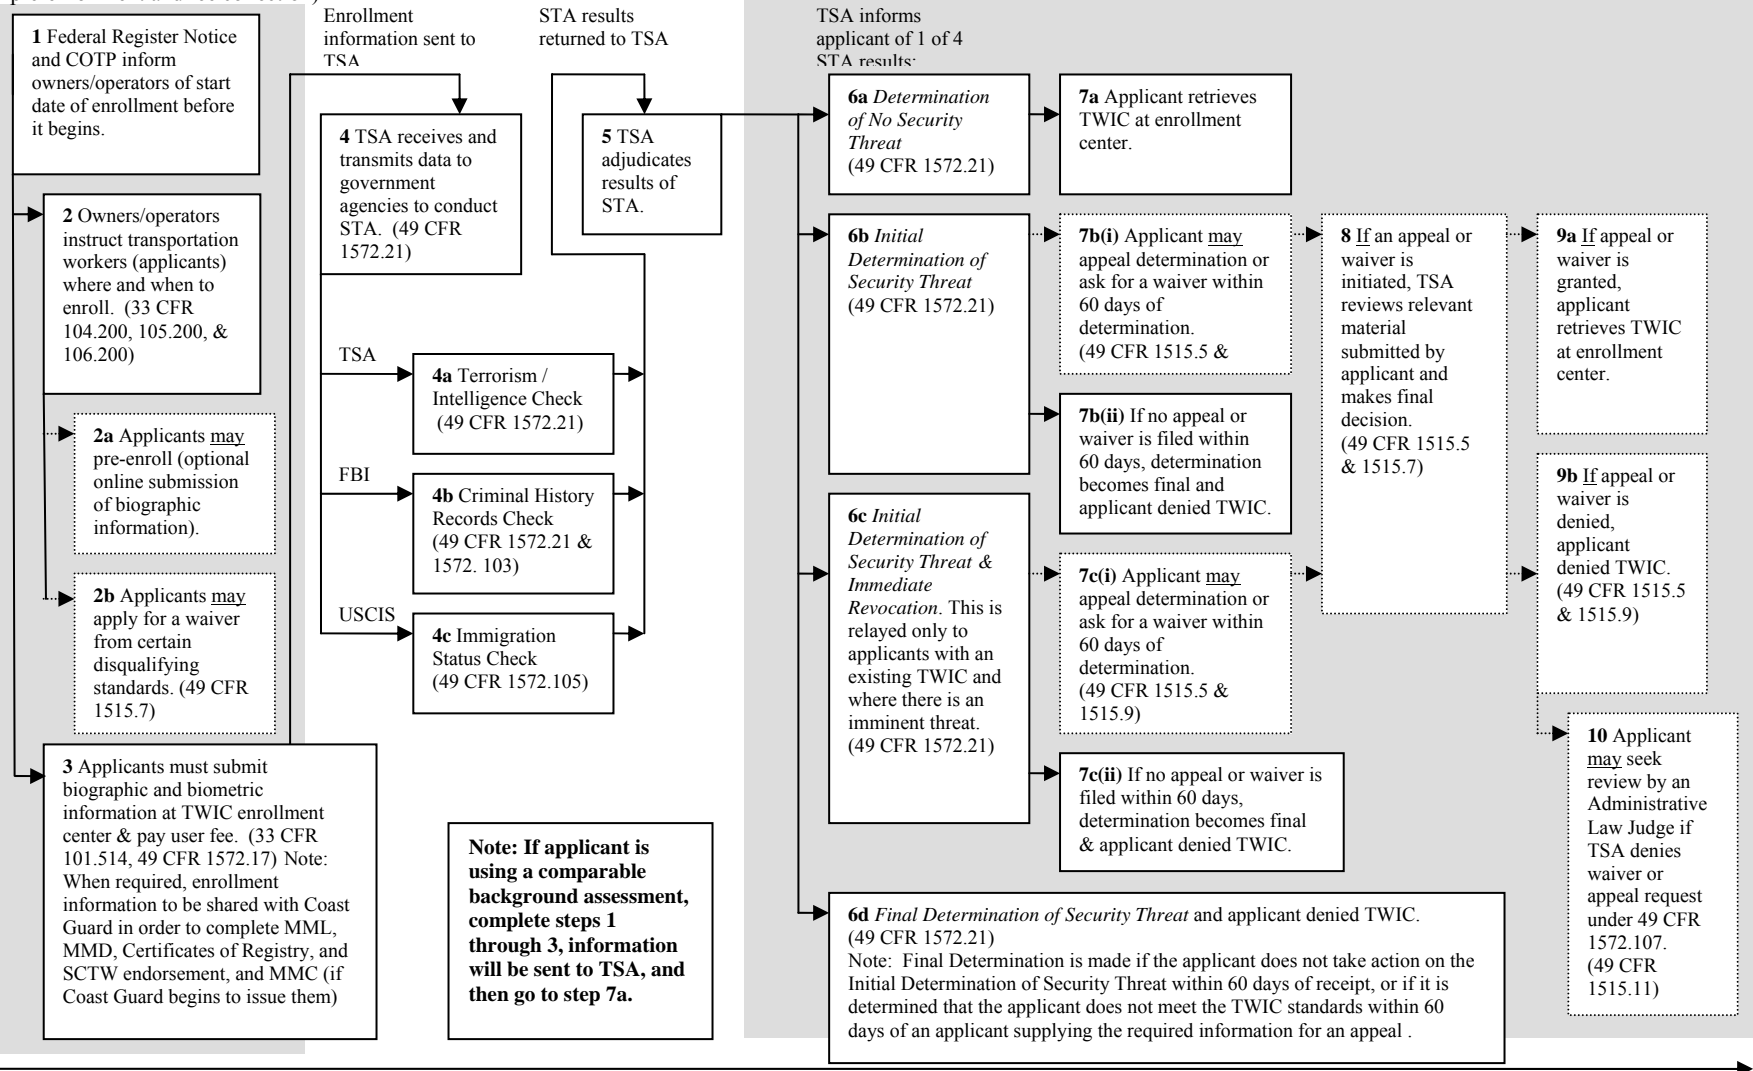 1 Federal Register Notice
and COTP inform
owners/operators of start
date of enrollment before
it begins.
2 Owners/operators
instruct transportation
workers (applicants)
where and when to
enroll. (33 CFR
104.200, 105.200, &
106.200)
2a Applicants may
pre-enroll (optional
online submission
of biographic
information).
2b Applicants may
apply for a waiver
from certain
disqualifying
standards. (49 CFR
1515.7)
3 Applicants must submit
biographic and biometric
information at TWIC enrollment
center & pay user fee. (33 CFR
101.514, 49 CFR 1572.17) Note:
When required, enrollment
information to be shared with Coast
Guard in order to complete MML,
MMD, Certificates of Registry, and
SCTW endorsement, and MMC (if
Coast Guard begins to issue them)
Enrollment
information sent to
TSA
4 TSA receives and
transmits data to
government
agencies to conduct
STA. (49 CFR
1572.21)
TSA
4a Terrorism /
Intelligence Check
(49 CFR 1572.21)
FBI
4b Criminal History
Records Check
(49 CFR 1572.21 &
1572. 103)
USCIS
4c Immigration
Status Check
(49 CFR 1572.105)
Note: If applicant is
using a comparable
background assessment,
complete steps 1
through 3, information
will be sent to TSA, and
then go to step 7a.
STA results
returned to TSA
5 TSA
adjudicates
results of
STA.
TSA informs
applicant of 1 of 4
STA results:
6a Determination
of No Security
Threat
(49 CFR 1572.21)
7a Applicant retrieves
TWIC at enrollment
center.
6b Initial
Determination of
Security Threat
(49 CFR 1572.21)
7b(i) Applicant may
appeal determination or
ask for a waiver within
60 days of
determination.
(49 CFR 1515.5 &
7b(ii) If no appeal or
waiver is filed within
60 days, determination
becomes final and
applicant denied TWIC.
6c Initial
Determination of
Security Threat &
Immediate
Revocation. This is
relayed only to
applicants with an
existing TWIC and
where there is an
imminent threat.
(49 CFR 1572.21)
7c(i) Applicant may
appeal determination or
ask for a waiver within
60 days of
determination.
(49 CFR 1515.5 &
1515.9)
7c(ii) If no appeal or waiver is
filed within 60 days,
determination becomes final
& applicant denied TWIC.
8 If an appeal or
waiver is
initiated, TSA
reviews relevant
material
submitted by
applicant and
makes final
decision.
(49 CFR 1515.5
& 1515.7)
9a If appeal or
waiver is
granted,
applicant
retrieves TWIC
at enrollment
center.
9b If appeal or
waiver is
denied,
applicant
denied TWIC.
(49 CFR 1515.5
& 1515.9)
10 Applicant
may seek
review by an
Administrative
Law Judge if
TSA denies
waiver or
appeal request
under 49 CFR
1572.107.
(49 CFR
1515.11)
6d Final Determination of Security Threat and applicant denied TWIC.
(49 CFR 1572.21)
Note: Final Determination is made if the applicant does not take action on the
Initial Determination of Security Threat within 60 days of receipt, or if it is
determined that the applicant does not meet the TWIC standards within 60
days of an applicant supplying the required information for an appeal .